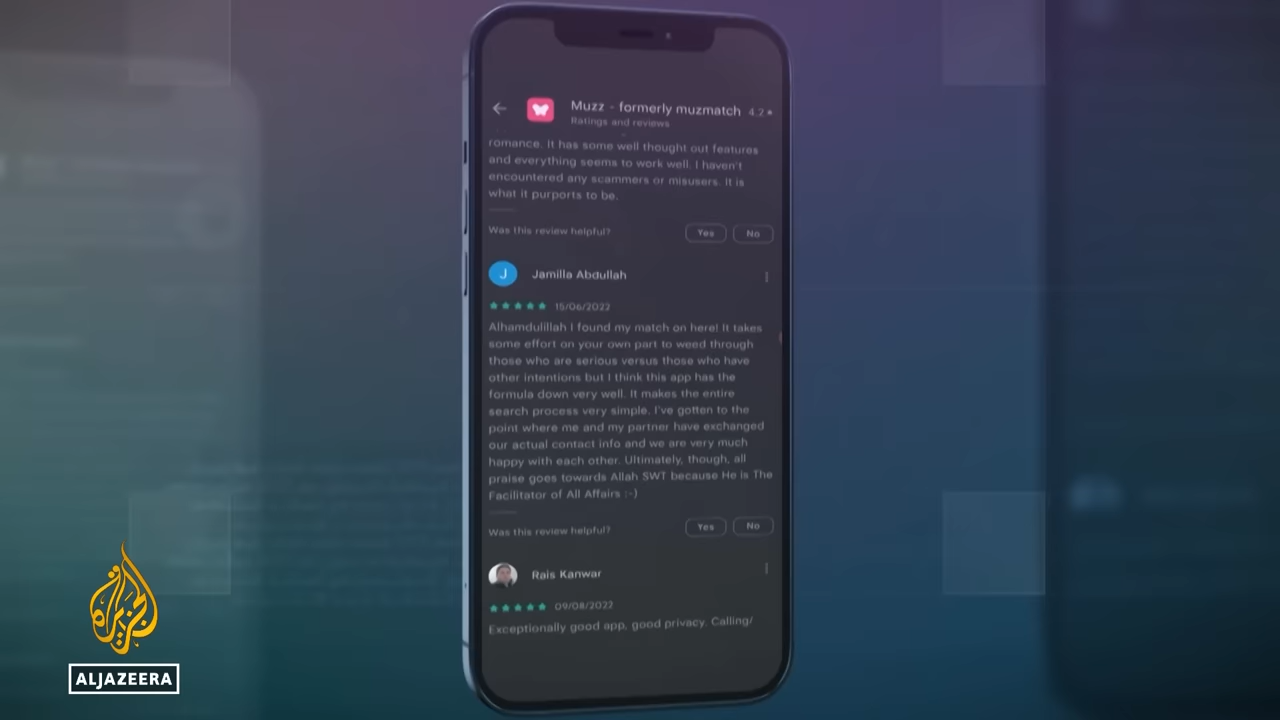 Muzz - formerly muzmatch 4.2 ★
Ratings and reviews
romance. It has some well thought out features
and everything seems to work well. I haven't
encountered any scammers or misusers. It is
what it purports to be.
Was this review helpful? Yes No
J Jamilla Abdullah
15/06/2022
Alhamdulillah I found my match on here! It takes
some effort on your own part to weed through
those who are serious versus those who have
other intentions but I think this app has the
formula down very well. It makes the entire
search process very simple. I've gotten to the
point where me and my partner have exchanged
our actual contact info and we are very much
happy with each other. Ultimately, though, all
praise goes towards Allah SWT because He is The
Facilitator of All Affairs :-)
Was this review helpful? Yes No
Rais Kanwar
09/08/2022
Exceptionally good app, good privacy. Calling/
الجزيرة
ALJAZEERA